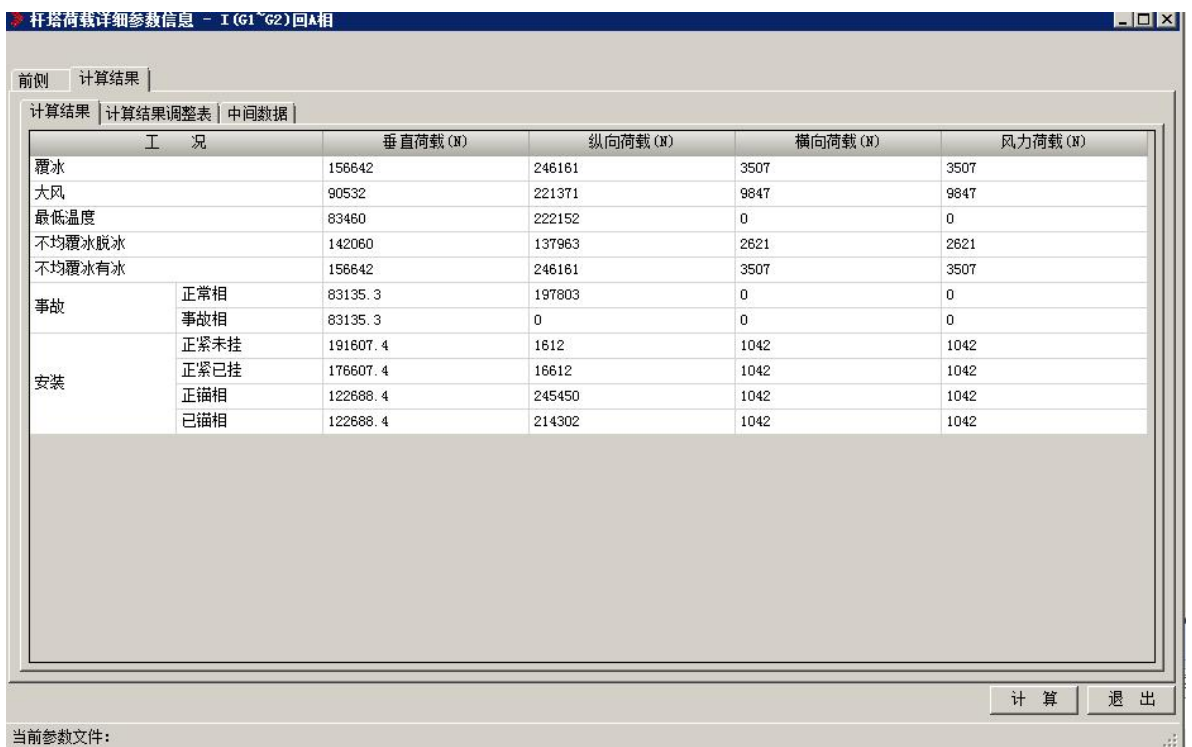 杆塔荷载详细参数信息 - I(G1~G2)回A相
前侧 计算结果
计算结果 计算结果调整表 中间数据
工 况 垂直荷载(N) 纵向荷载(N) 横向荷载(N) 风力荷载(N)
覆冰 156642 246161 3507 3507
大风 90532 221371 9847 9847
最低温度 83460 222152 0 0
不均覆冰脱冰 142060 137963 2621 2621
不均覆冰有冰 156642 246161 3507 3507
事故 正常相 83135.3 197803 0 0
事故相 83135.3 0 0 0
安装 正紧未挂 191607.4 1612 1042 1042
正紧已挂 176607.4 16612 1042 1042
正锚相 122688.4 245450 1042 1042
已锚相 122688.4 214302 1042 1042
计 算 退 出
当前参数文件: